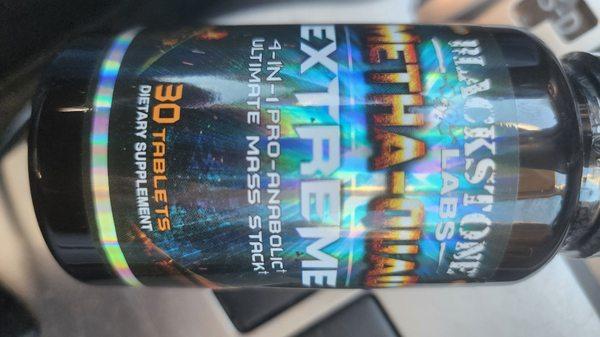 BLACKSTONE
LABS
METHA-QUAD
EXTREME
4-IN-1 PRO-ANABOLIC†
ULTIMATE MASS STACK†
30 TABLETS
DIETARY SUPPLEMENT